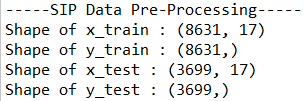 -----SIP Data Pre-Processing-----
Shape of x_train : (8631, 17)
Shape of y_train : (8631,)
Shape of x_test : (3699, 17)
Shape of y_test : (3699,)